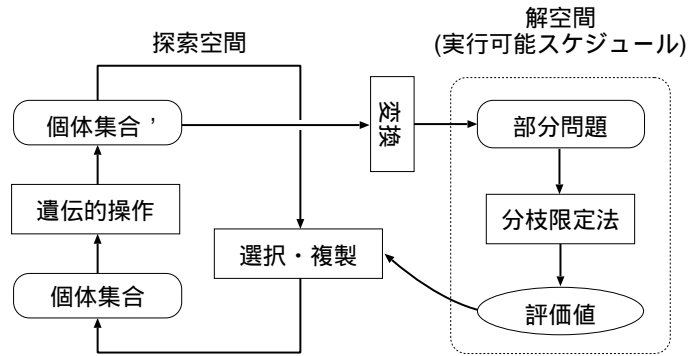 解空間
探索空間
(実行可能スケジュール)
個体集合 ’
変換
部分問題
遺伝的操作
分枝限定法
選択・複製
個体集合
評価値